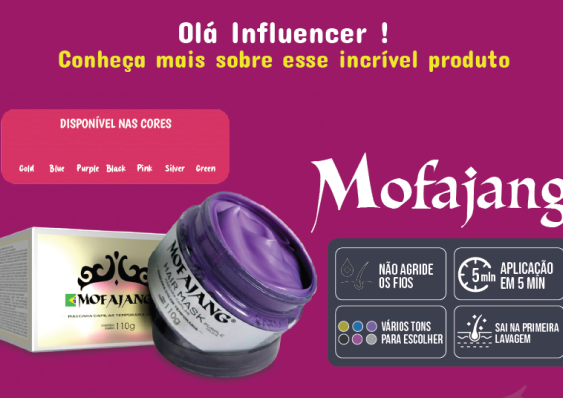 Olá Influencer !
Conheça mais sobre esse incrível produto
DISPONÍVEL NAS CORES
Gold Blue Purple Black Pink Silver Green
Mofajang
NÃO AGRIDE
OS FIOS
5 min
APLICAÇÃO
EM 5 MIN
VÁRIOS TONS
PARA ESCOLHER
SAI NA PRIMEIRA
LAVAGEM
MOFAJANG
110g
MOFAJANG
HAIR MASK
110g